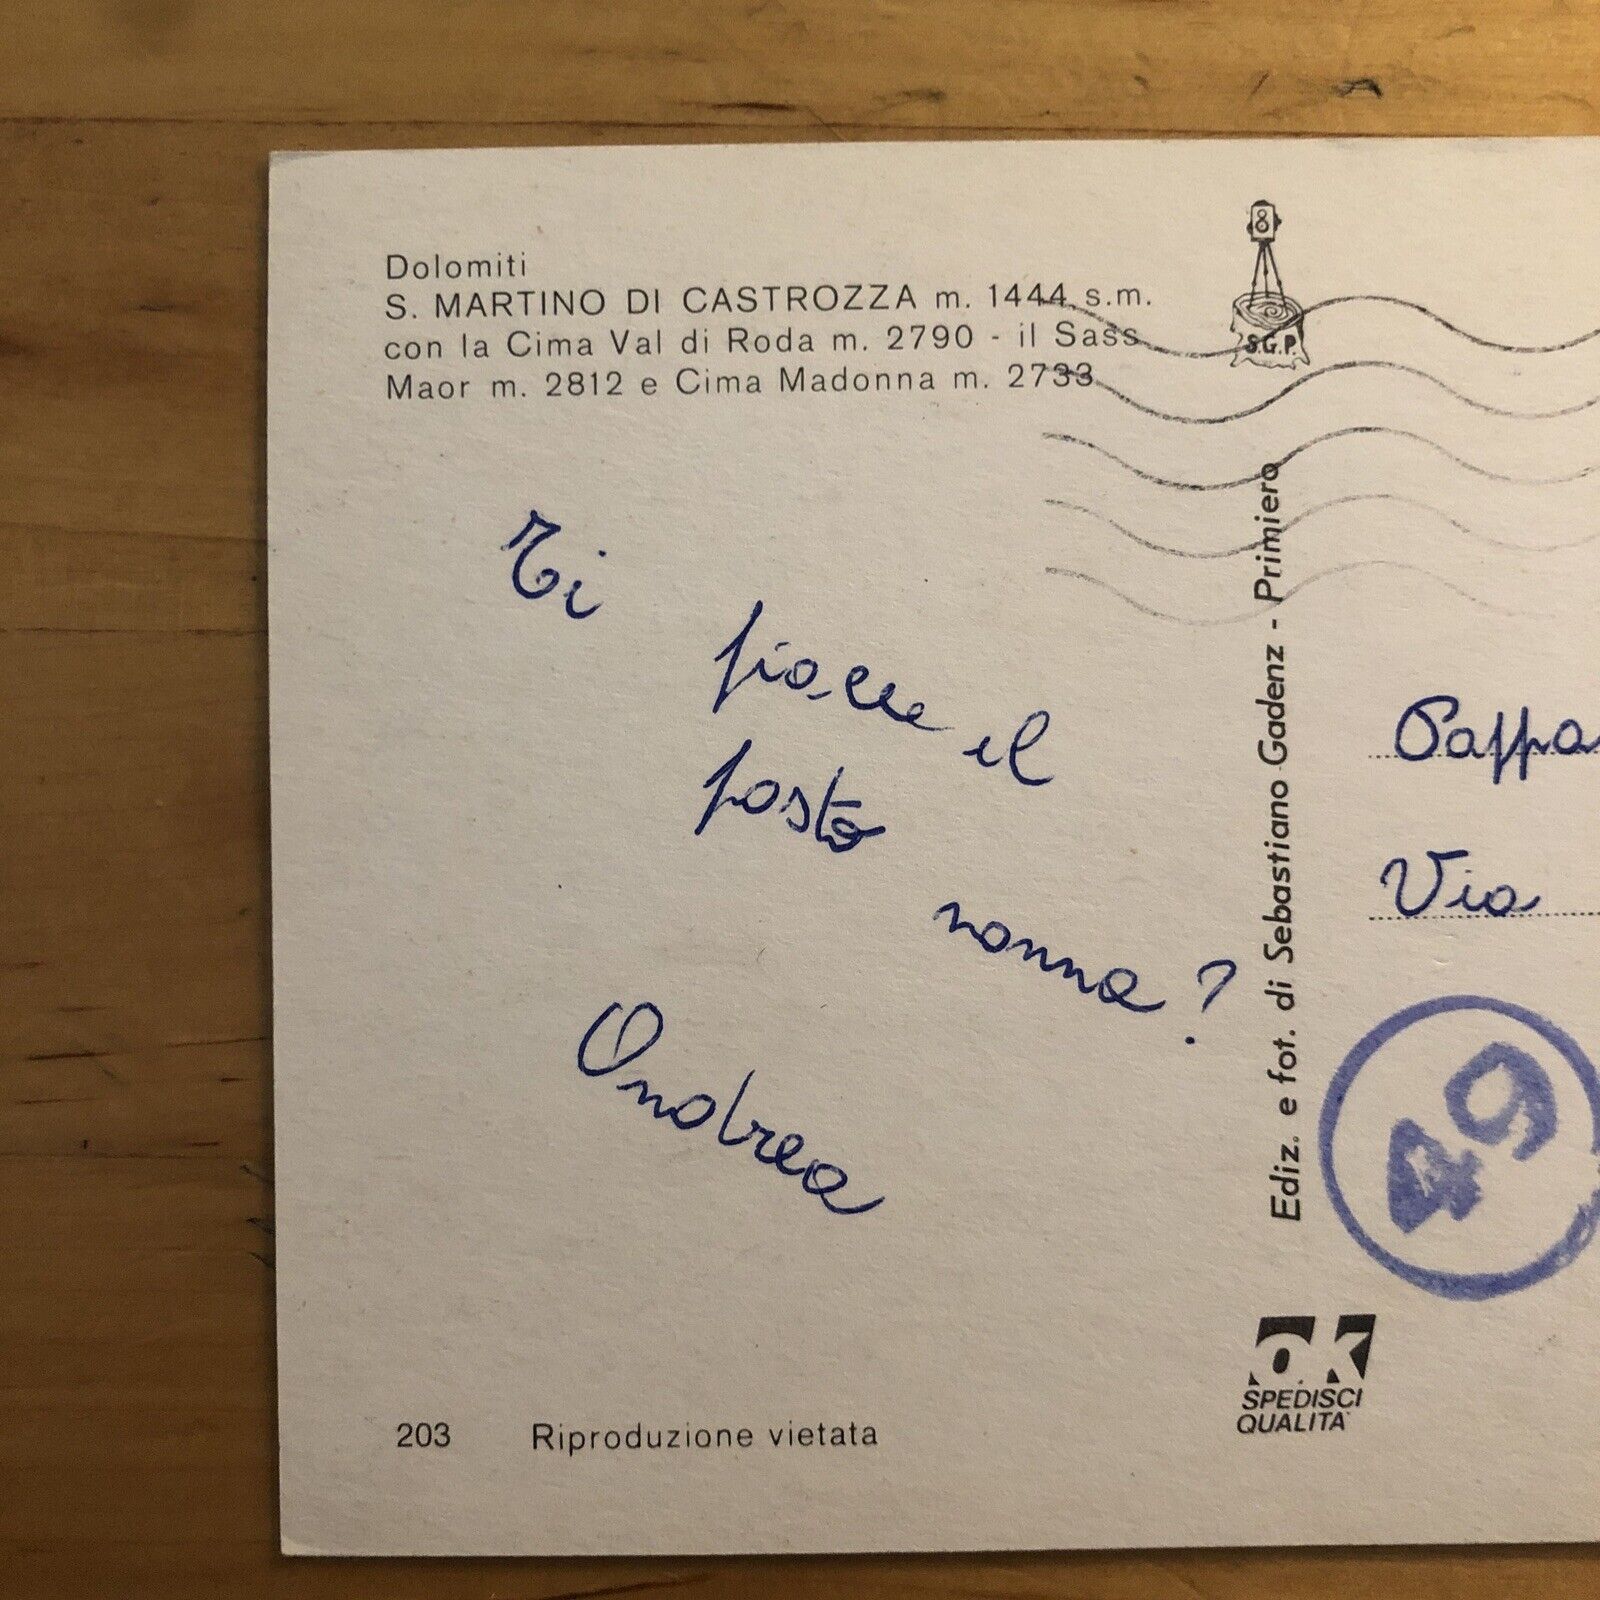 Dolomiti
S. MARTINO DI CASTROZZA m. 1444 s.m.
con la Cima Val di Roda m. 2790 - il Sass
Maor m. 2812 e Cima Madonna m. 2733
S.G.P.
Ti piace il
posto nonna?
Andrea
Ediz. e fot. di Sebastiano Gadenz - Primiero
Pappa
Via
49
O.K
SPEDISCI
QUALITA'
203 Riproduzione vietata